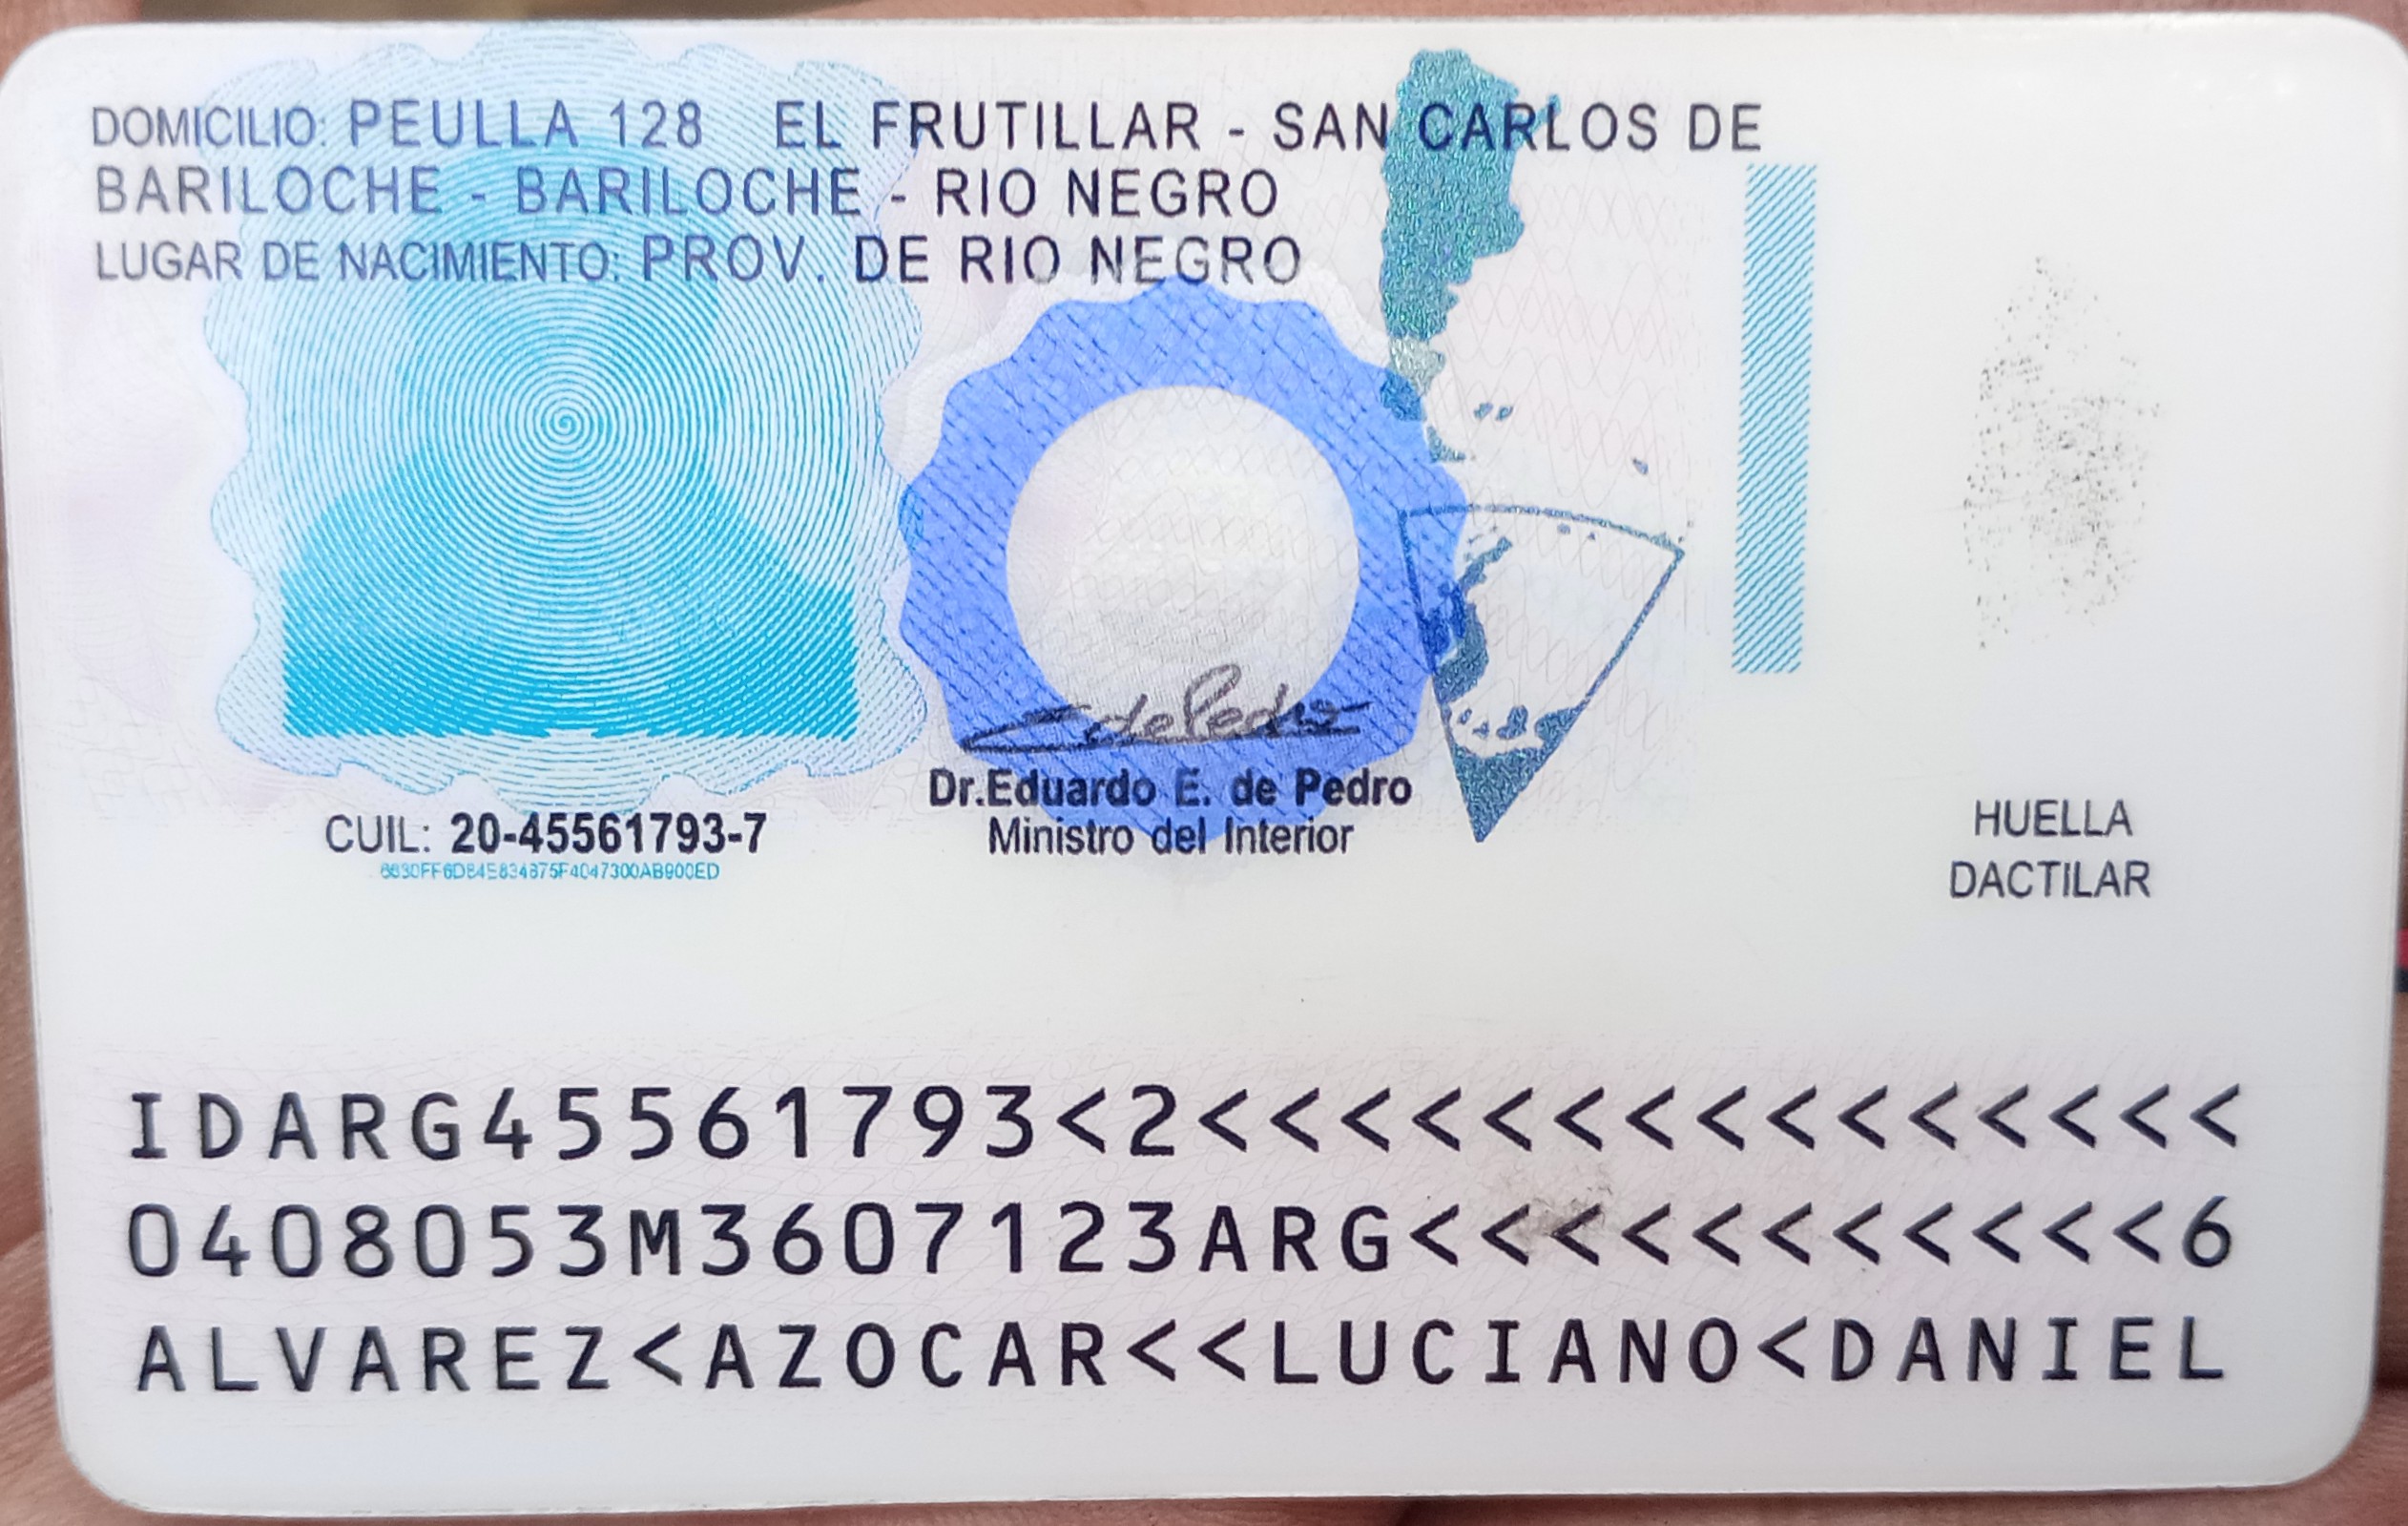 DOMICILIO: PEULLA 128 EL FRUTILLAR - SAN CARLOS DE
BARILOCHE - BARILOCHE - RIO NEGRO
LUGAR DE NACIMIENTO: PROV. DE RIO NEGRO
Dr.Eduardo E. de Pedro
Ministro del Interior
CUIL: 20-45561793-7
HUELLA
DACTILAR
IDARG45561793<2<<<<<<<<<<<<<<<
0408053M3607123ARG<<<<<<<<<<<6
ALVAREZ<AZOCAR<<LUCIANO<DANIEL